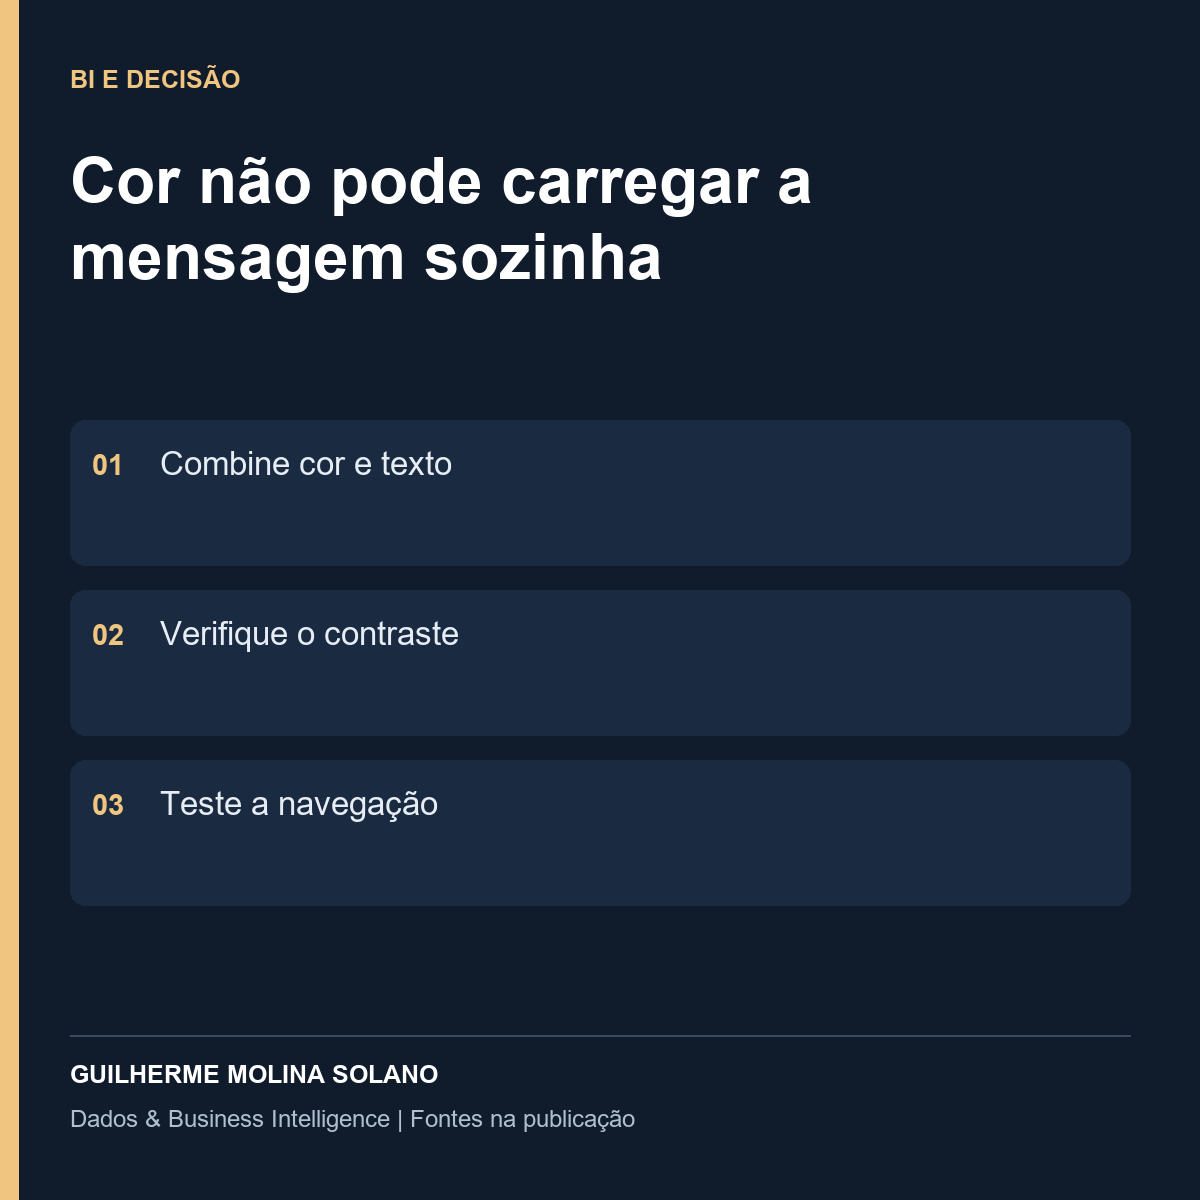 BI E DECISÃO
Cor não pode carregar a
mensagem sozinha
01 Combine cor e texto
02 Verifique o contraste
03 Teste a navegação
GUILHERME MOLINA SOLANO
Dados & Business Intelligence | Fontes na publicação